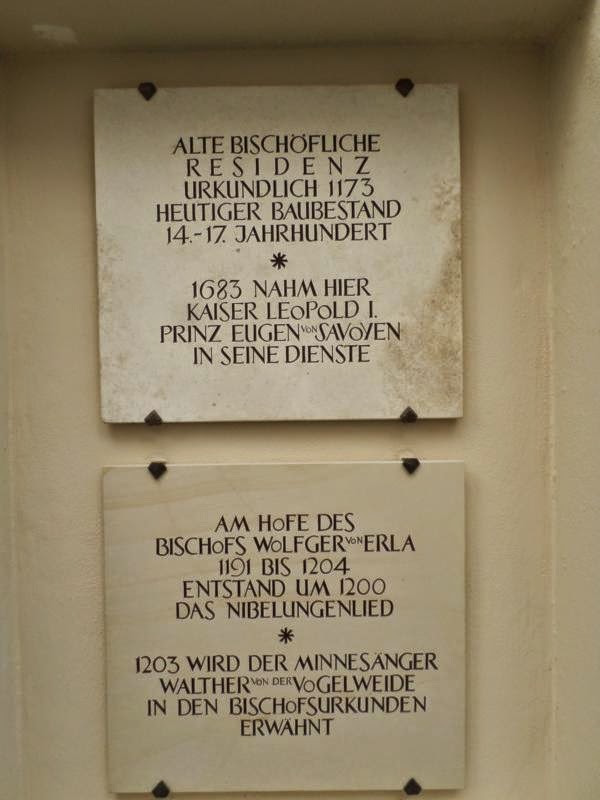 ALTE BISCHÖFLICHE
RESIDENZ
URKUNDLICH 1173
HEUTIGER BAUBESTAND
14.-17. JAHRHUNDERT
*
1683 NAHM HIER
KAISER LEOPOLD I.
PRINZ EUGEN VON SAVOYEN
IN SEINE DIENSTE
AM HOFE DES
BISCHOFS WOLFGER VON ERLA
1191 BIS 1204
ENTSTAND UM 1200
DAS NIBELUNGENLIED
*
1203 WIRD DER MINNESÄNGER
WALTHER VON DER VOGELWEIDE
IN DEN BISCHOFSURKUNDEN
ERWÄHNT